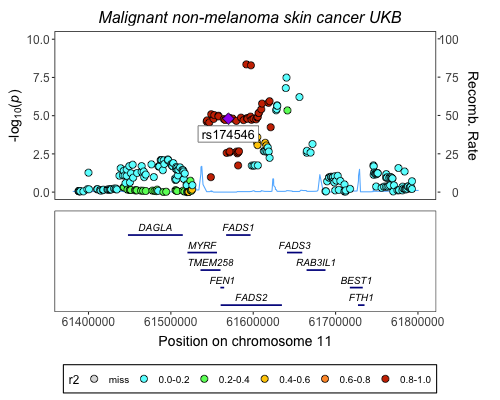 Malignant non-melanoma skin cancer UKB
10.0
7.5
5.0
2.5
0.0
-log10(p)
100
75
50
25
0
Recomb. Rate
rs174546
DAGLA
FADS1
MYRF
FADS3
TMEM258
RAB3IL1
FEN1
BEST1
FADS2
FTH1
61400000
61500000
61600000
61700000
61800000
Position on chromosome 11
r2
miss
0.0-0.2
0.2-0.4
0.4-0.6
0.6-0.8
0.8-1.0